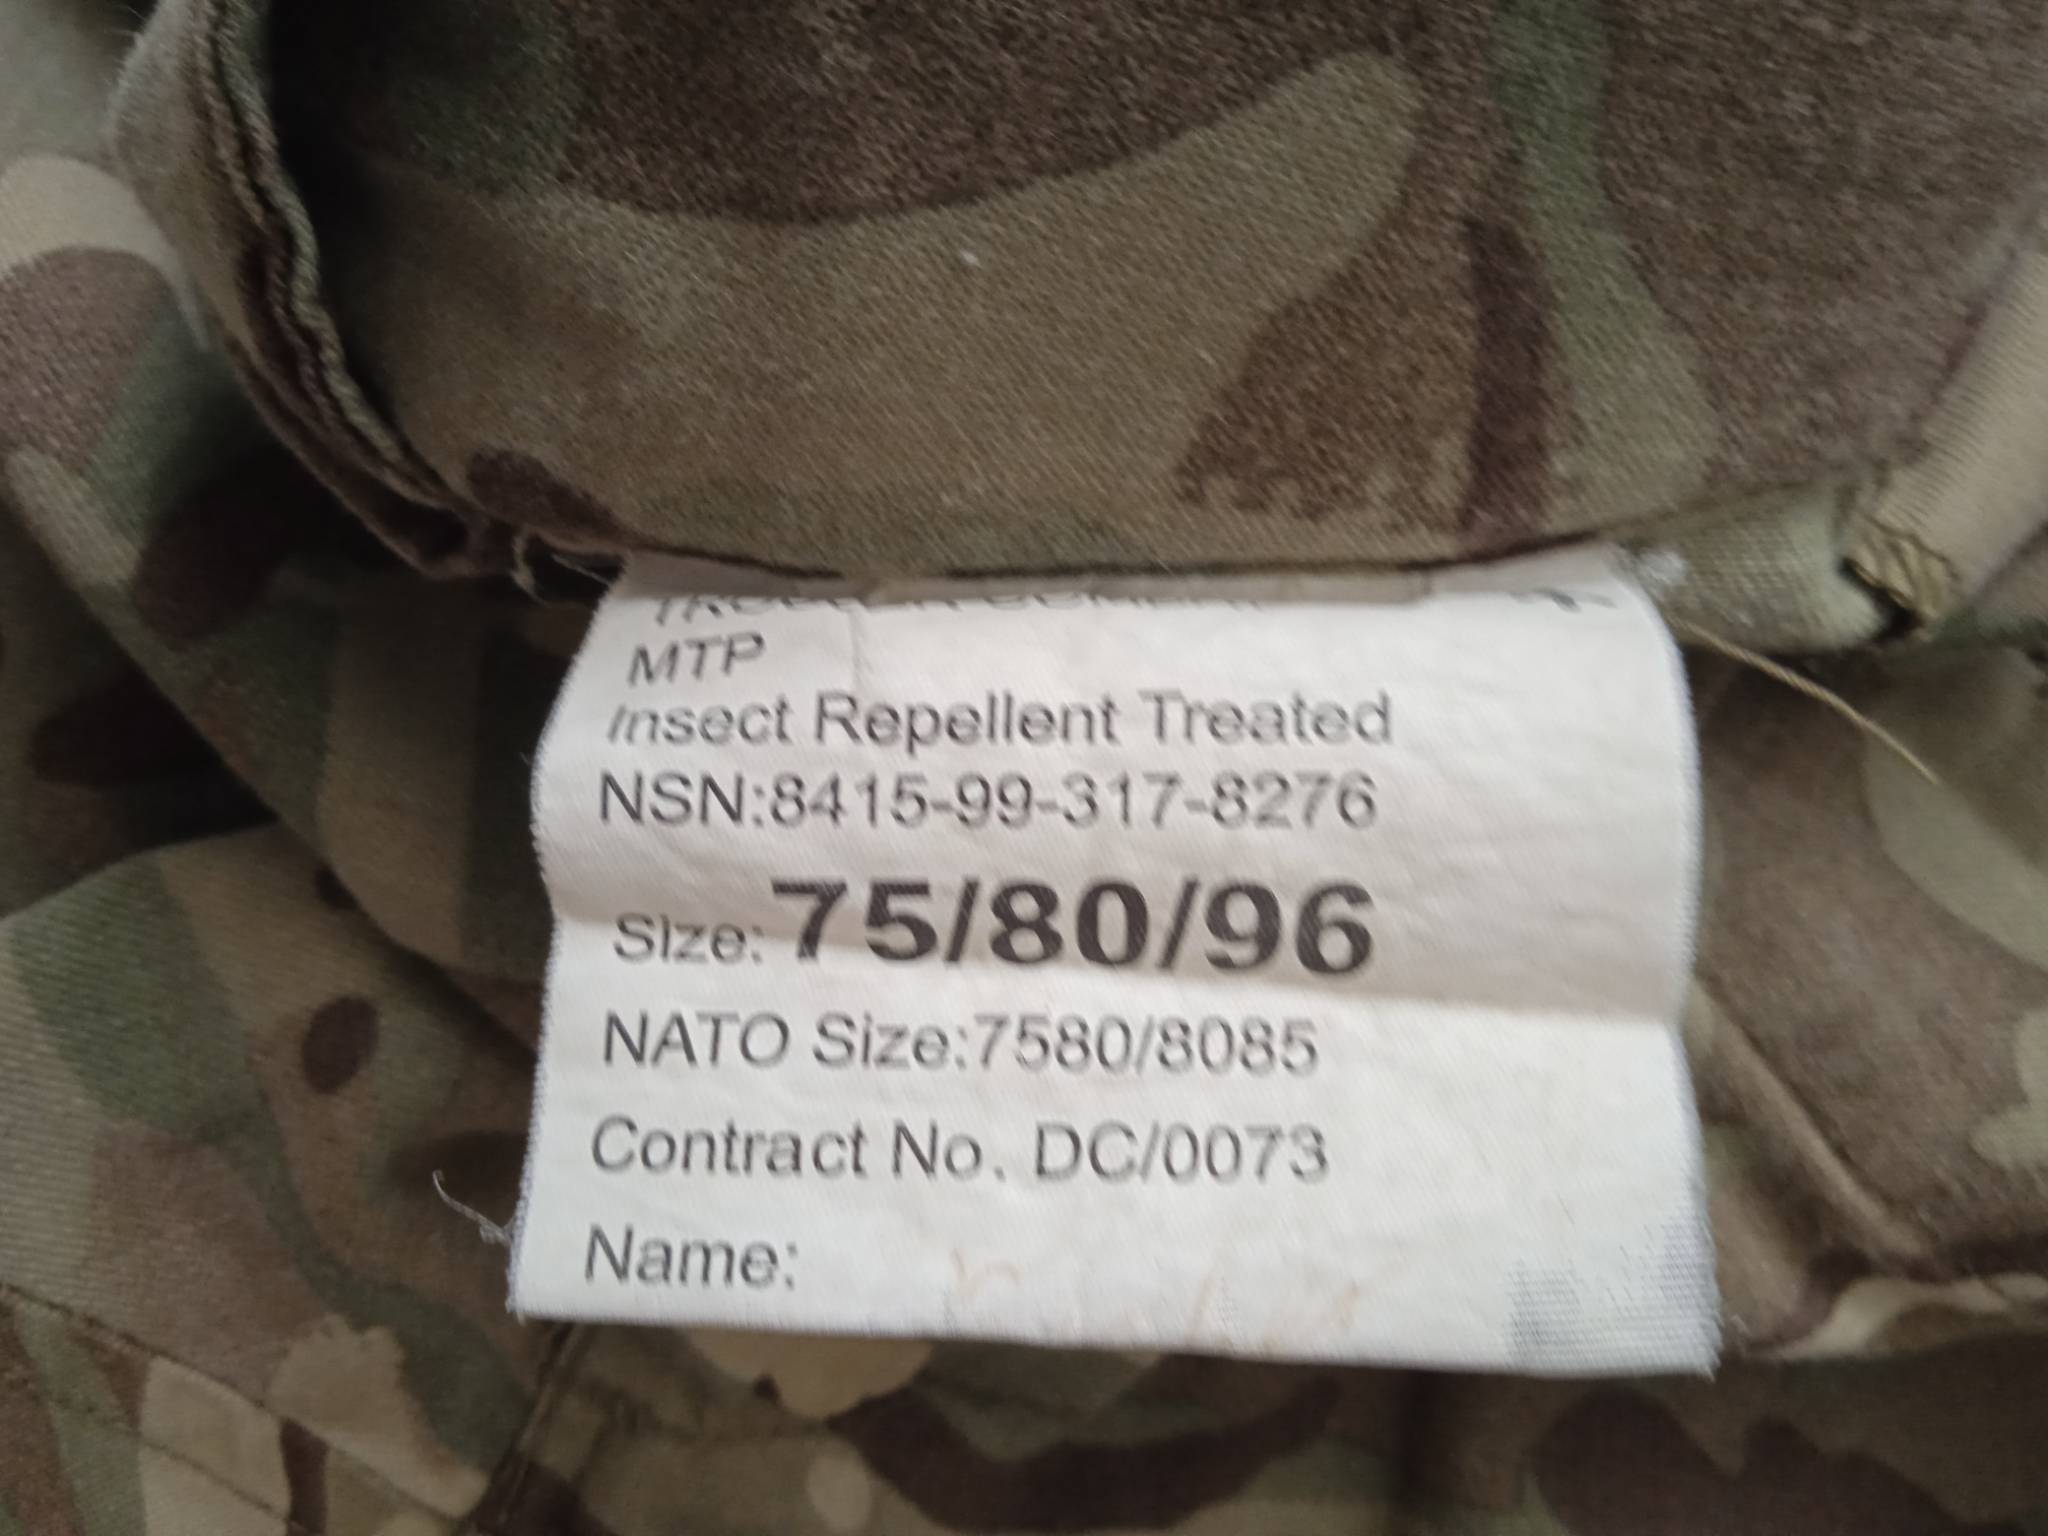 MTP
Insect Repellent Treated
NSN:8415-99-317-8276
Size: 75/80/96
NATO Size:7580/8085
Contract No. DC/0073
Name: